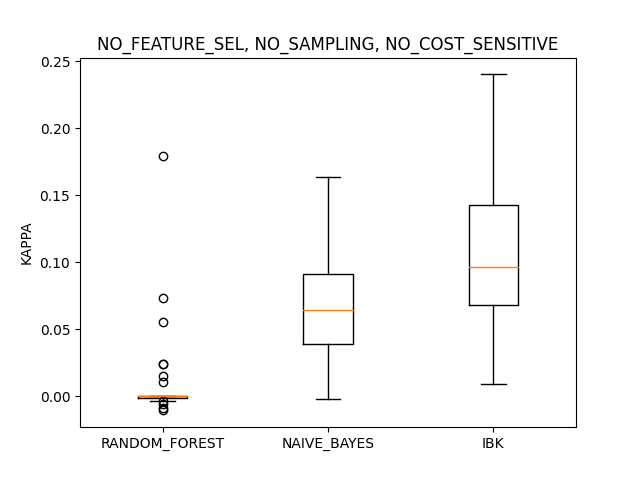 NO_FEATURE_SEL, NO_SAMPLING, NO_COST_SENSITIVE
0.25
0.20
0.15
0.10
0.05
0.00
KAPPA
RANDOM_FOREST NAIVE_BAYES IBK